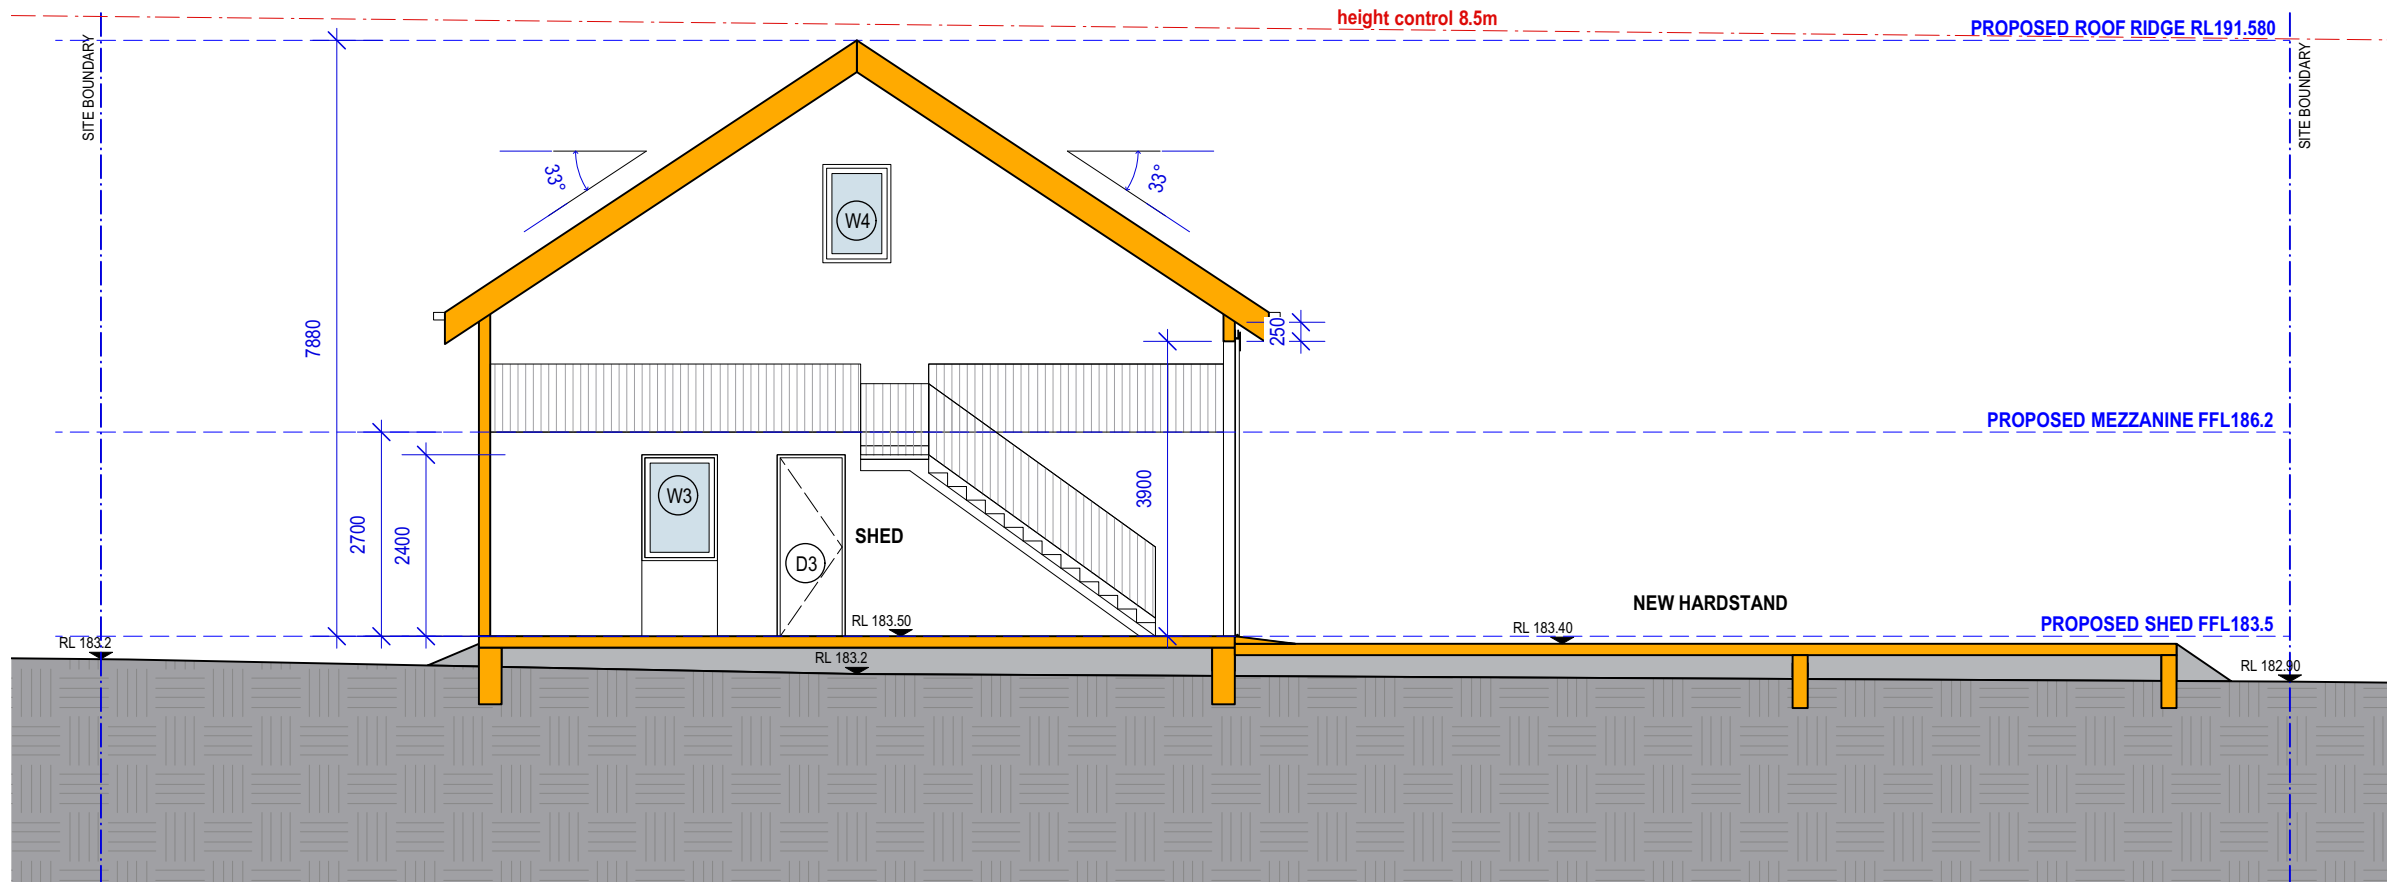 height control 8.5m
PROPOSED ROOF RIDGE RL191.580
SITE BOUNDARY
SITE BOUNDARY
33°
33°
W4
7880
250
PROPOSED MEZZANINE FFL186.2
W3
3900
2700
2400
SHED
D3
NEW HARDSTAND
RL 183.50
RL 183.40
PROPOSED SHED FFL183.5
RL 183.2
RL 183.2
RL 182.90